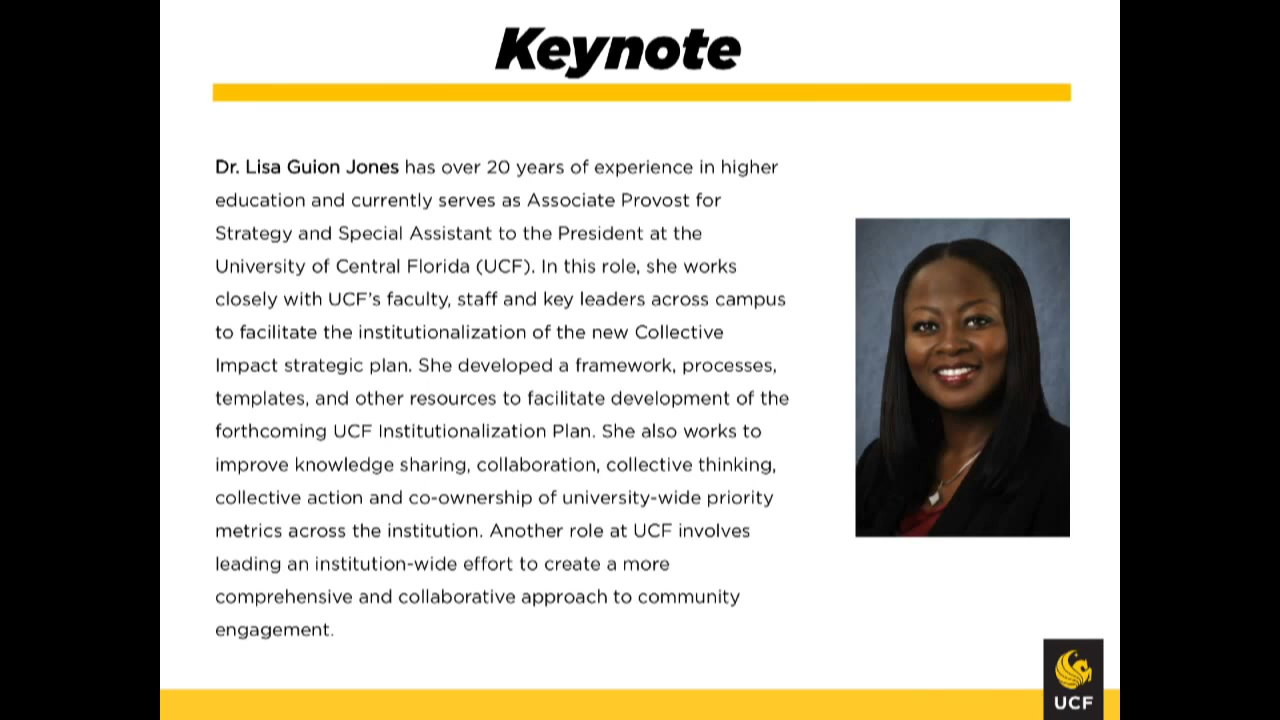 Keynote
Dr. Lisa Guion Jones has over 20 years of experience in higher
education and currently serves as Associate Provost for
Strategy and Special Assistant to the President at the
University of Central Florida (UCF). In this role, she works
closely with UCF’s faculty, staff and key leaders across campus
to facilitate the institutionalization of the new Collective
Impact strategic plan. She developed a framework, processes,
templates, and other resources to facilitate development of the
forthcoming UCF Institutionalization Plan. She also works to
improve knowledge sharing, collaboration, collective thinking,
collective action and co-ownership of university-wide priority
metrics across the institution. Another role at UCF involves
leading an institution-wide effort to create a more
comprehensive and collaborative approach to community
engagement.
UCF